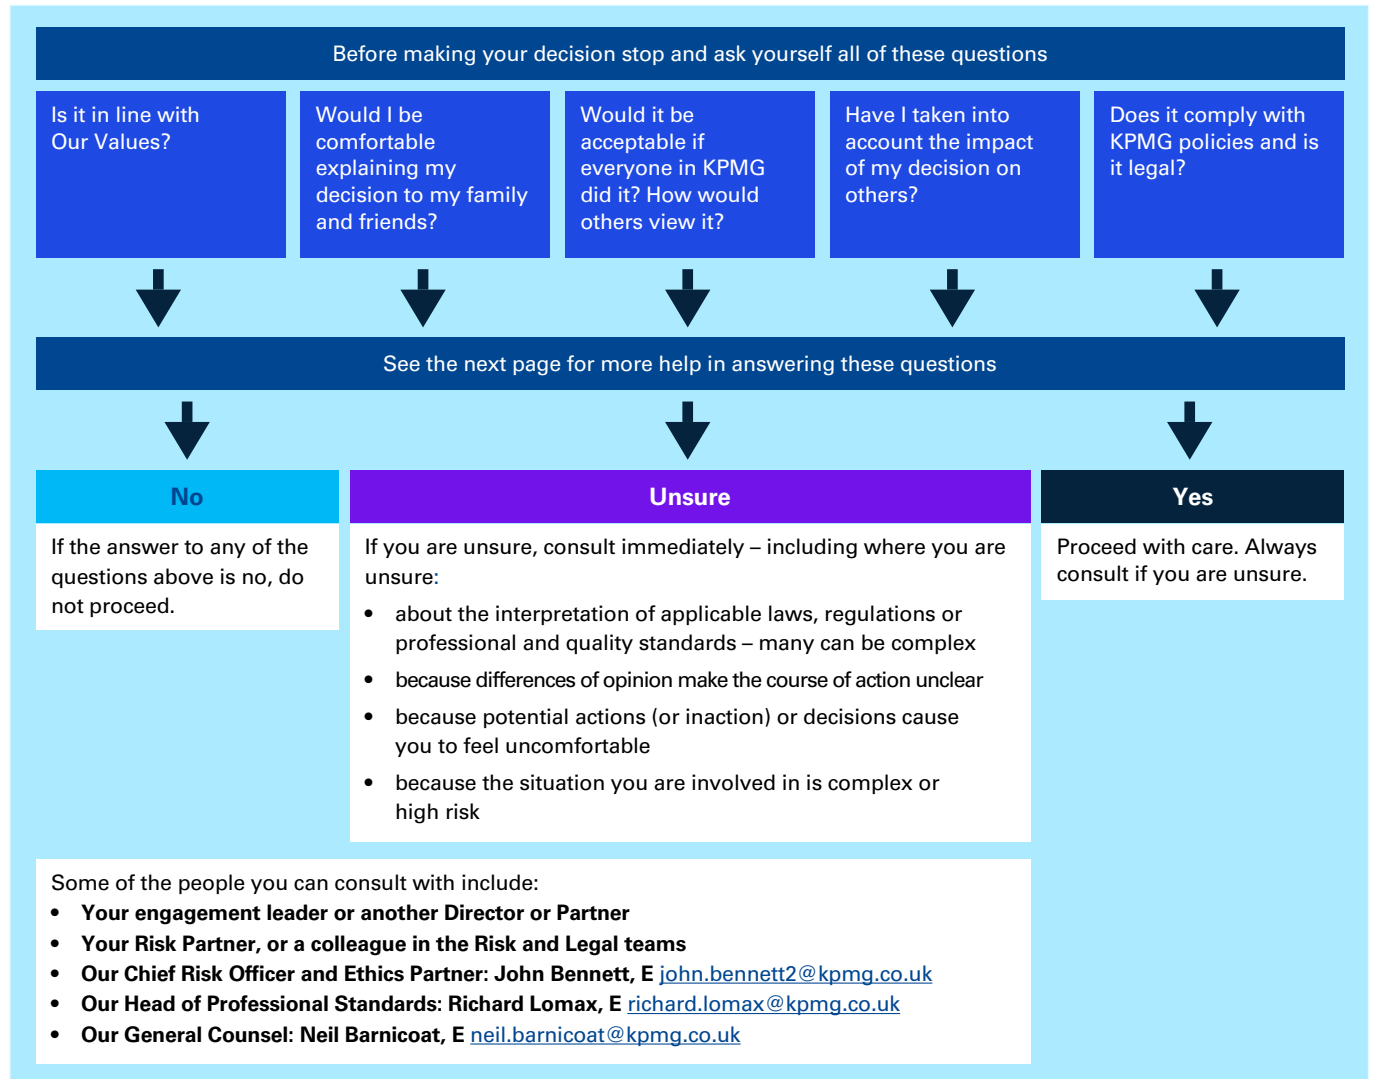 Before making your decision stop and ask yourself all of these questions
Is it in line with
Our Values?
Would I be
comfortable
explaining my
decision to my family
and friends?
Would it be
acceptable if
everyone in KPMG
did it? How would
others view it?
Have I taken into
account the impact
of my decision on
others?
Does it comply with
KPMG policies and is
it legal?
See the next page for more help in answering these questions
No
If the answer to any of the
questions above is no, do
not proceed.
Unsure
If you are unsure, consult immediately – including where you are
unsure:
• about the interpretation of applicable laws, regulations or
professional and quality standards – many can be complex
• because differences of opinion make the course of action unclear
• because potential actions (or inaction) or decisions cause
you to feel uncomfortable
• because the situation you are involved in is complex or
high risk
Yes
Proceed with care. Always
consult if you are unsure.
Some of the people you can consult with include:
• Your engagement leader or another Director or Partner
• Your Risk Partner, or a colleague in the Risk and Legal teams
• Our Chief Risk Officer and Ethics Partner: John Bennett, E john.bennett2@kpmg.co.uk
• Our Head of Professional Standards: Richard Lomax, E richard.lomax@kpmg.co.uk
• Our General Counsel: Neil Barnicoat, E neil.barnicoat@kpmg.co.uk